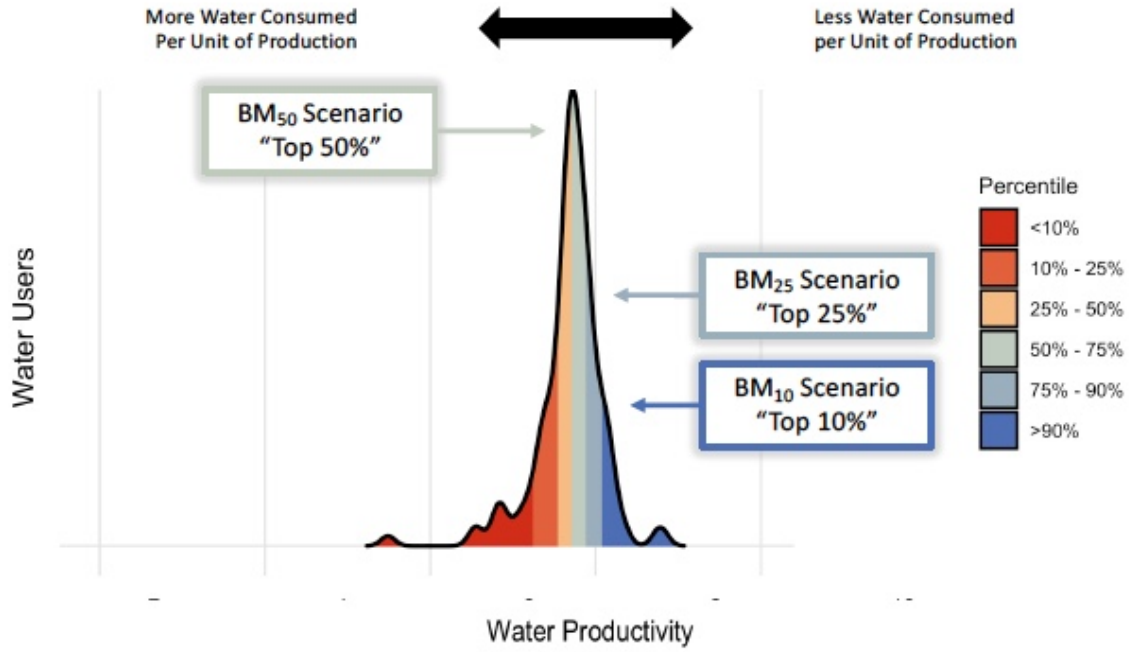 More Water Consumed
Per Unit of Production
Less Water Consumed
per Unit of Production
BM₅₀ Scenario
“Top 50%”
BM₂₅ Scenario
“Top 25%”
BM₁₀ Scenario
“Top 10%”
Percentile
<10%
10% - 25%
25% - 50%
50% - 75%
75% - 90%
>90%
Water Users
Water Productivity